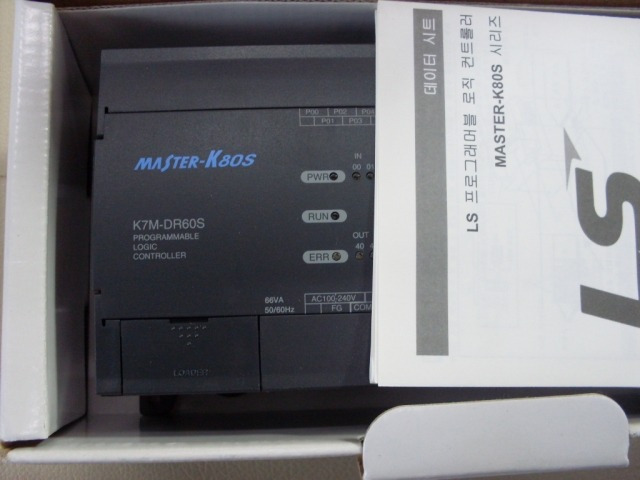 MASTER-K80S
K7M-DR60S
PROGRAMMABLE
LOGIC
CONTROLLER
P00 P02 P04
P01 P03
IN
00 01
PWR
RUN
OUT
40
ERR
66VA
50/60Hz
AC100-240V
FG COM
데이터 시트
LS 프로그래머블 로직 컨트롤러
MASTER-K80S 시리즈
LS